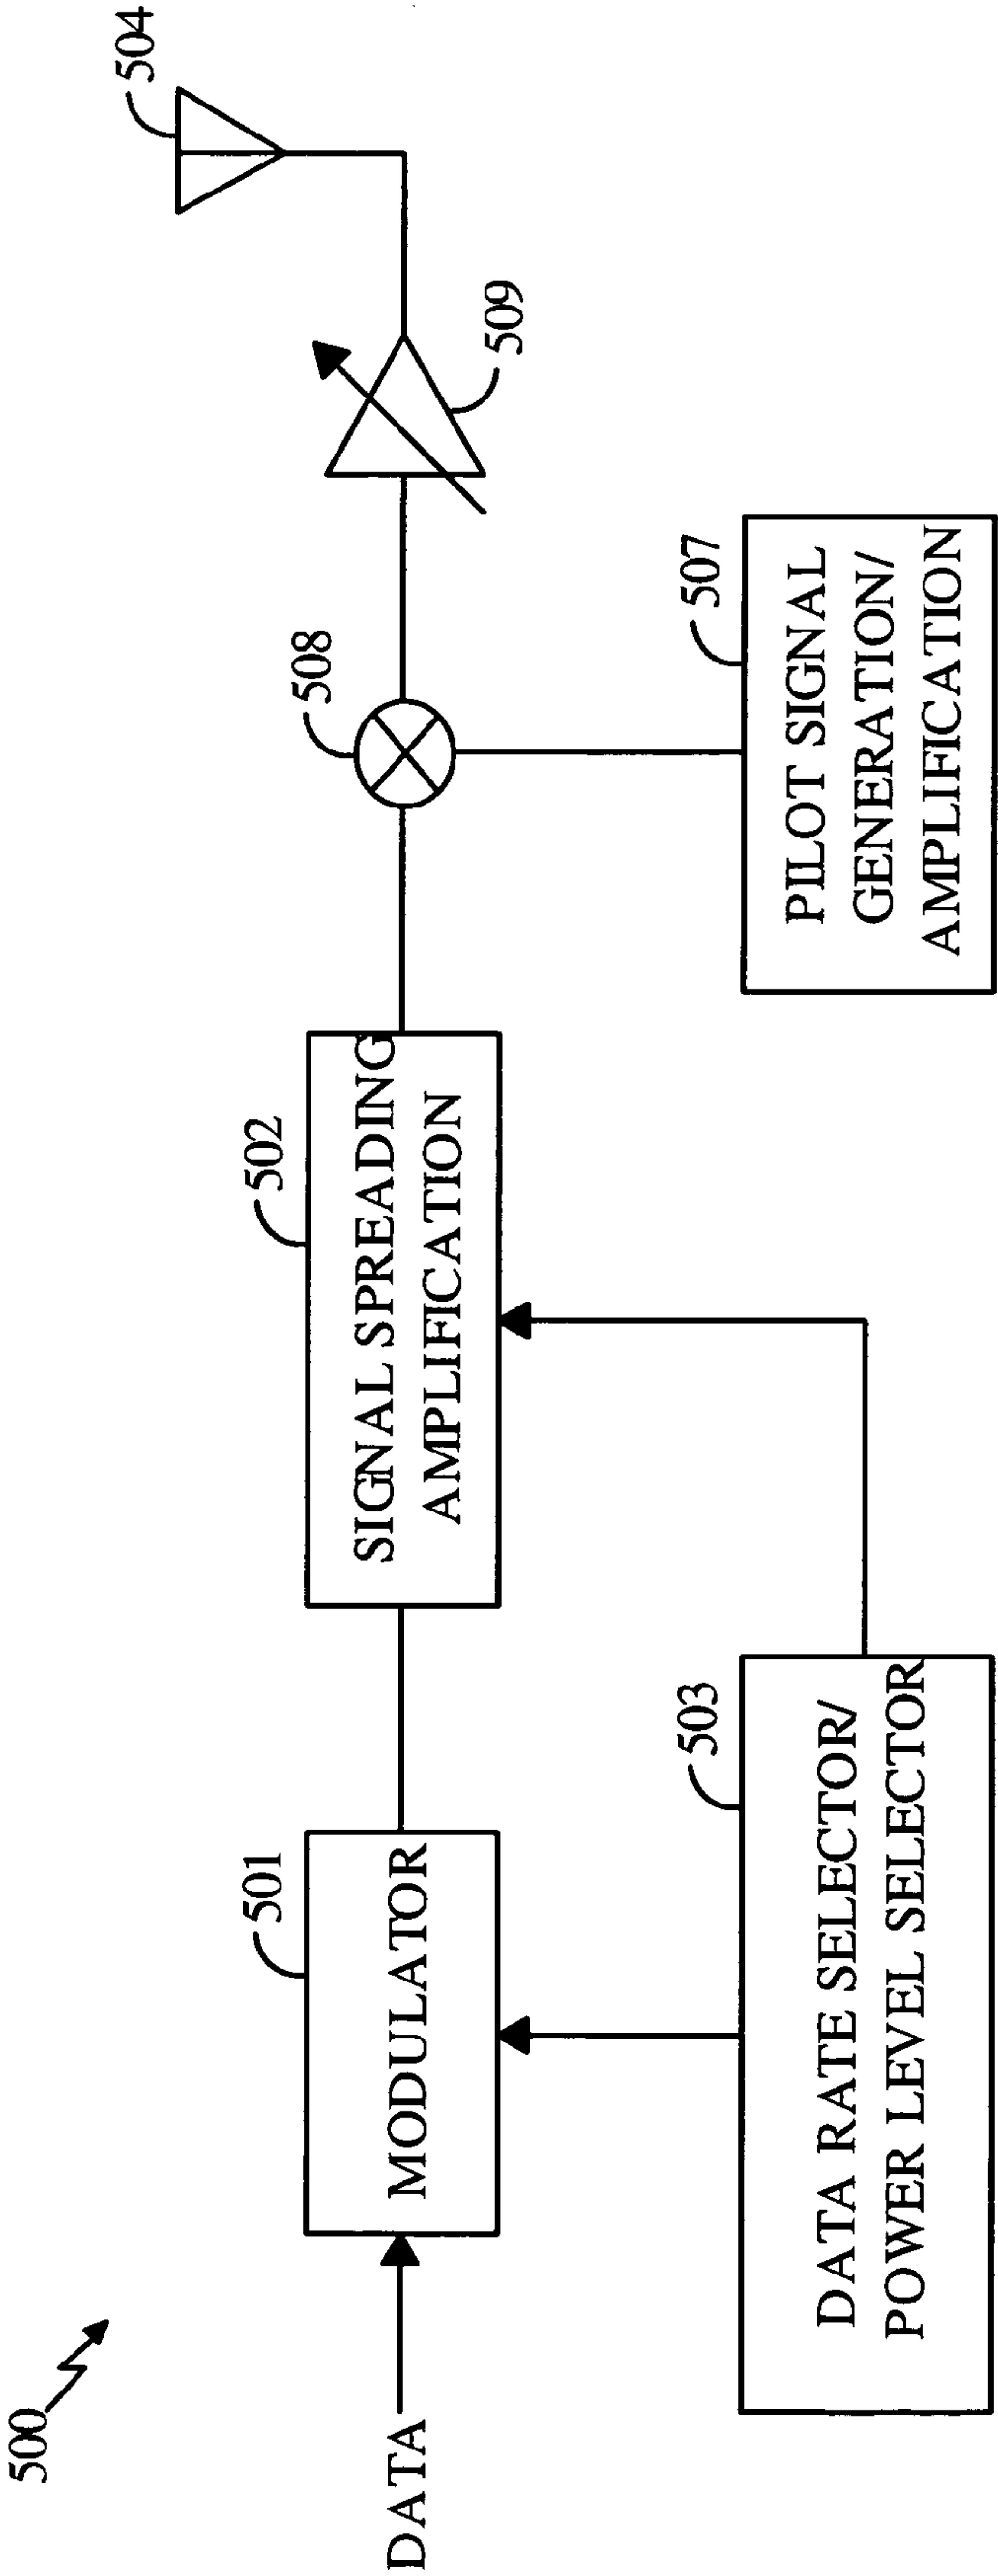 500
DATA
501
MODULATOR
502
SIGNAL SPREADING
AMPLIFICATION
508
509
504
503
DATA RATE SELECTOR/
POWER LEVEL SELECTOR
507
PILOT SIGNAL
GENERATION/
AMPLIFICATION